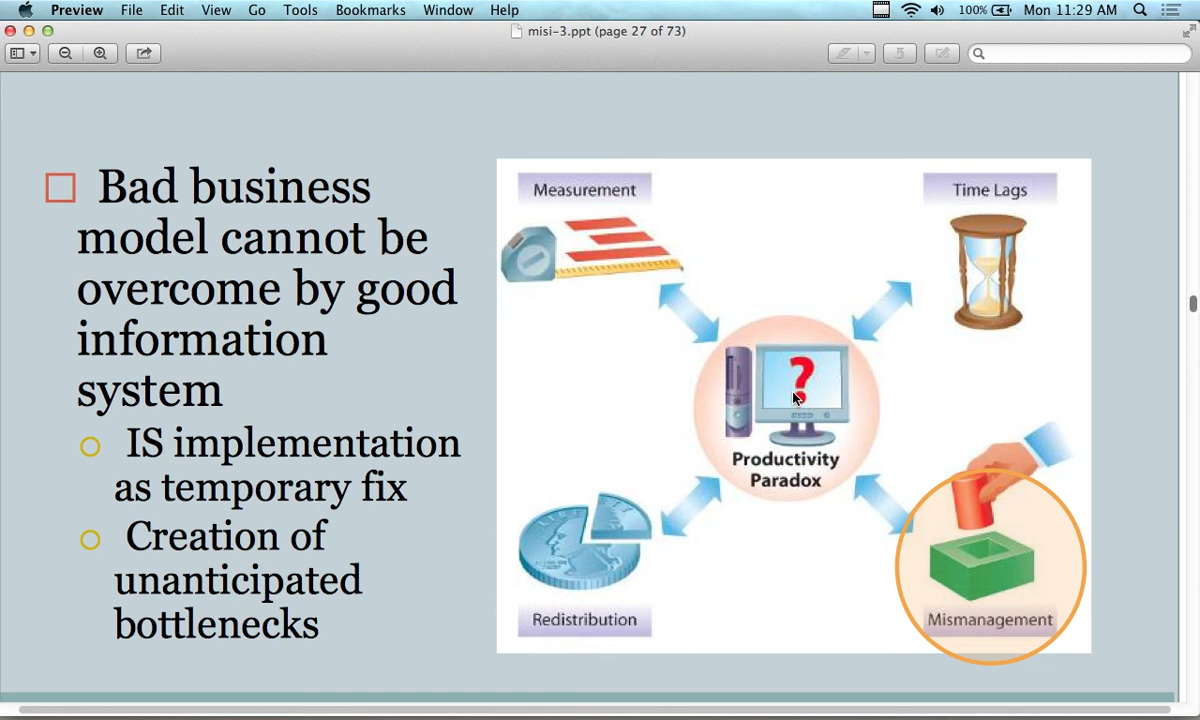 Preview File Edit View Go Tools Bookmarks Window Help 100% Mon 11:29 AM
misi-3.ppt (page 27 of 73)
5
Bad business
model cannot be
overcome by good
information
system
IS implementation
as temporary fix
Creation of
unanticipated
bottlenecks
Measurement
Time Lags
?
Productivity
Paradox
Redistribution
Mismanagement